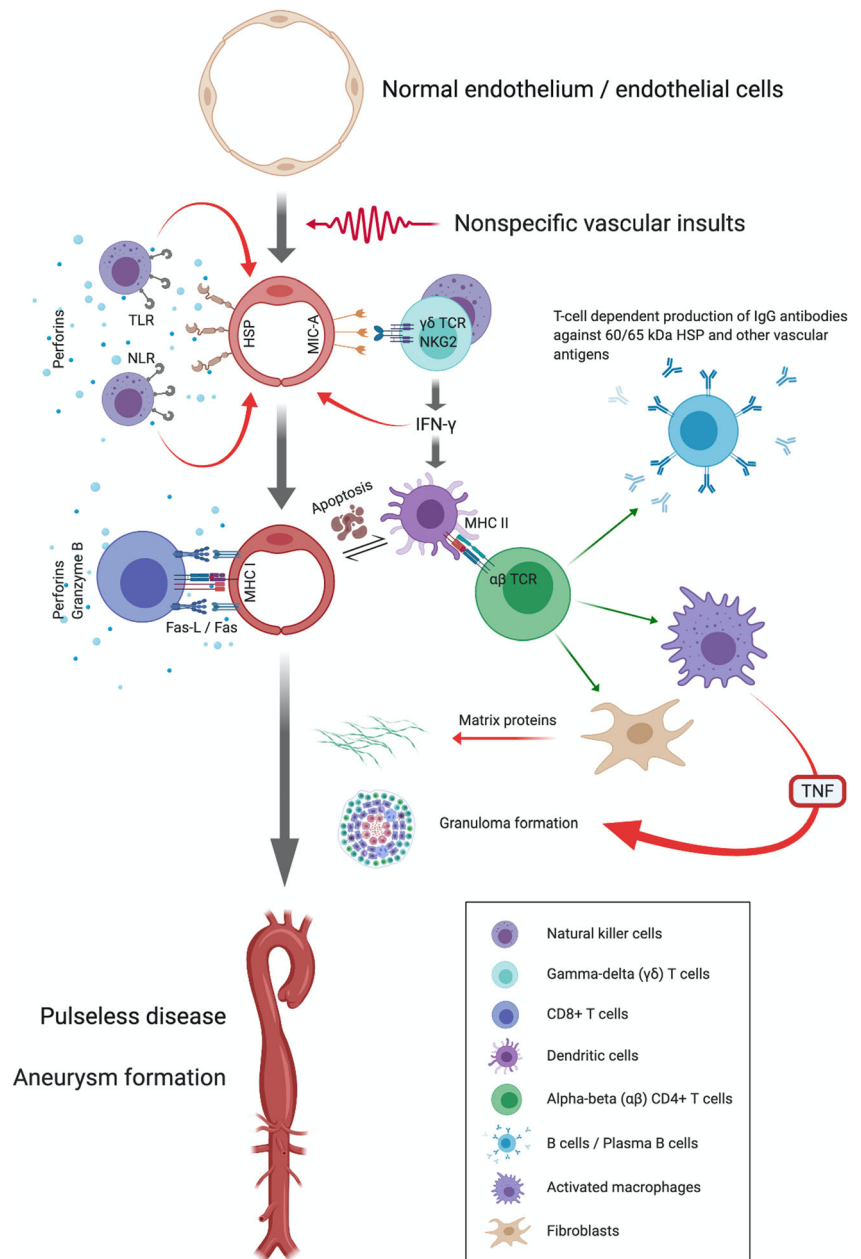 Normal endothelium / endothelial cells
Nonspecific vascular insults
Perforins
TLR
NLR
HSP
MIC-A
γδ TCR
NKG2
IFN-γ
T-cell dependent production of IgG antibodies
against 60/65 kDa HSP and other vascular
antigens
Apoptosis
MHC II
αβ TCR
Perforins
Granzyme B
MHC I
Fas-L / Fas
Matrix proteins
TNF
Granuloma formation
Pulseless disease
Aneurysm formation
Natural killer cells
Gamma-delta (γδ) T cells
CD8+ T cells
Dendritic cells
Alpha-beta (αβ) CD4+ T cells
B cells / Plasma B cells
Activated macrophages
Fibroblasts